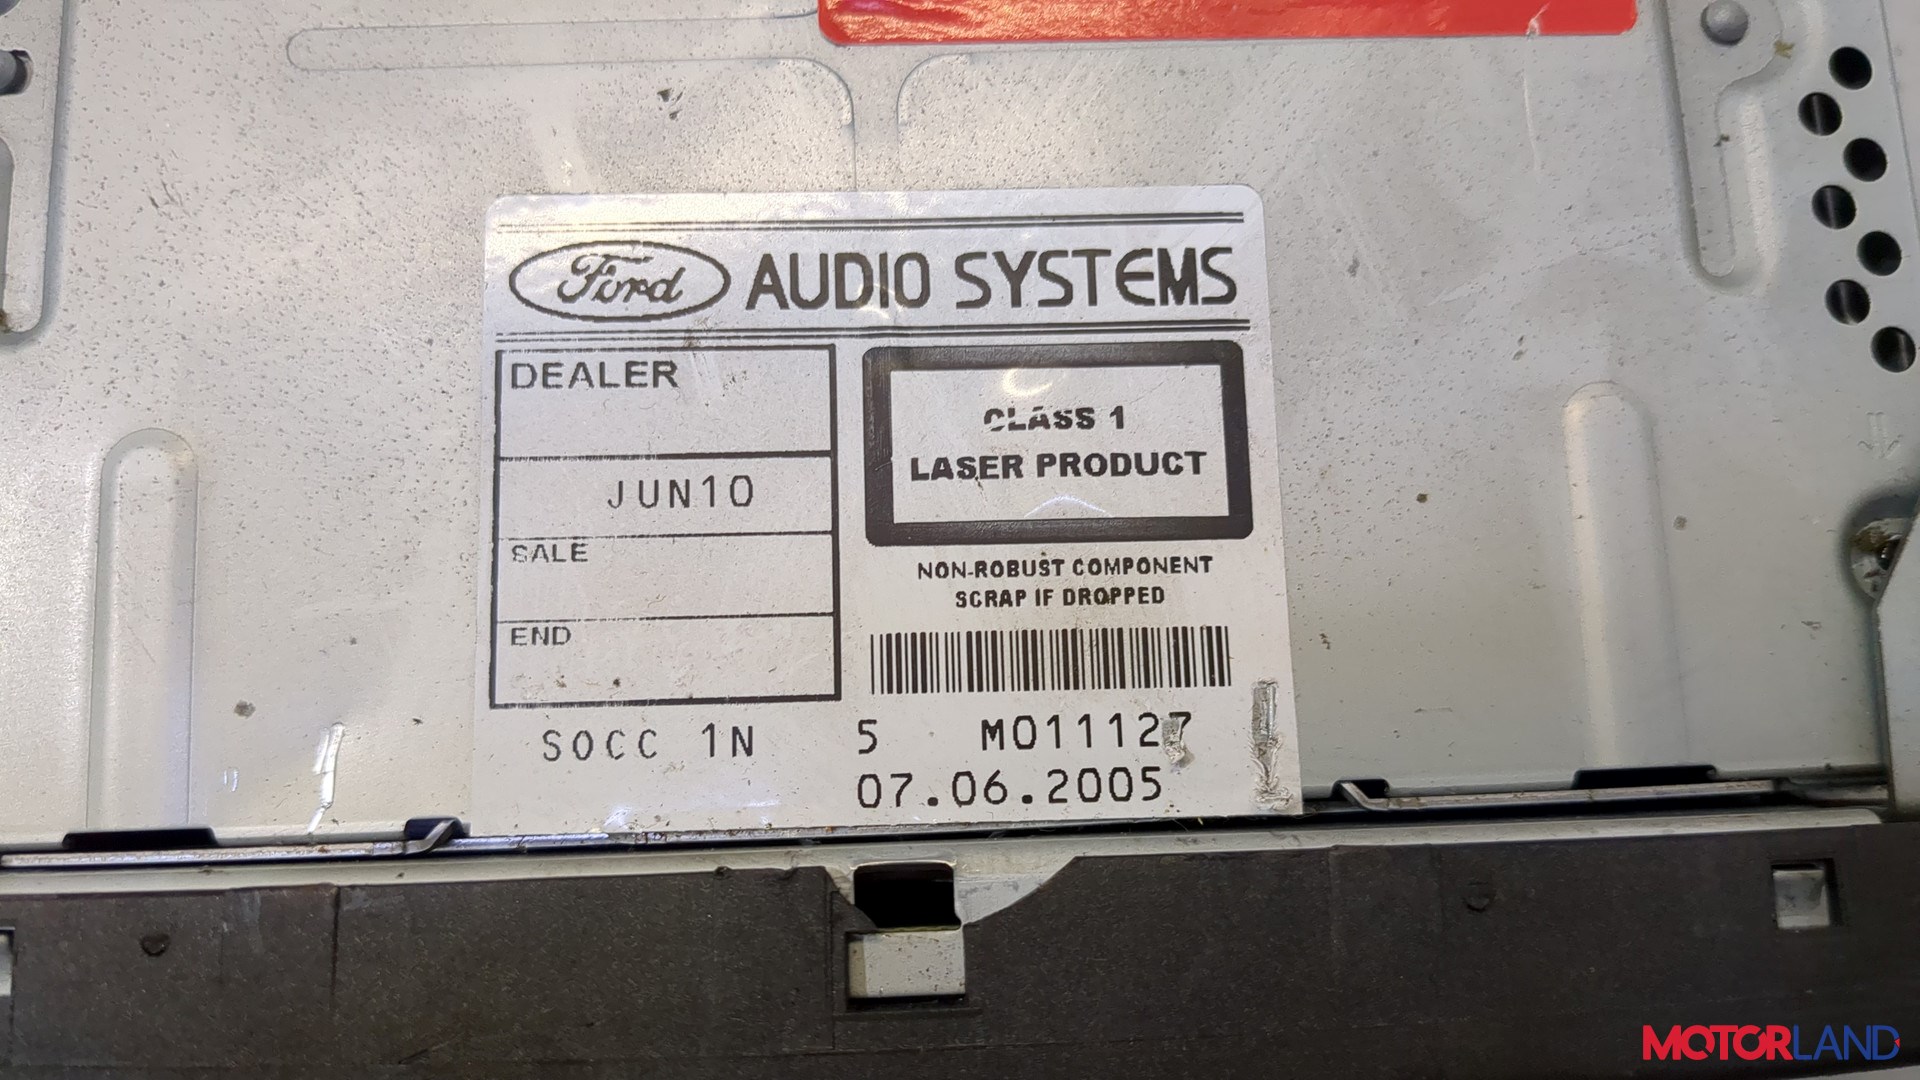 Ford AUDIO SYSTEMS
DEALER
JUN10
SALE
END
CLASS 1
LASER PRODUCT
NON-ROBUST COMPONENT
SCRAP IF DROPPED
SOCC 1N 5 M011127
07.06.2005
MOTORLAND